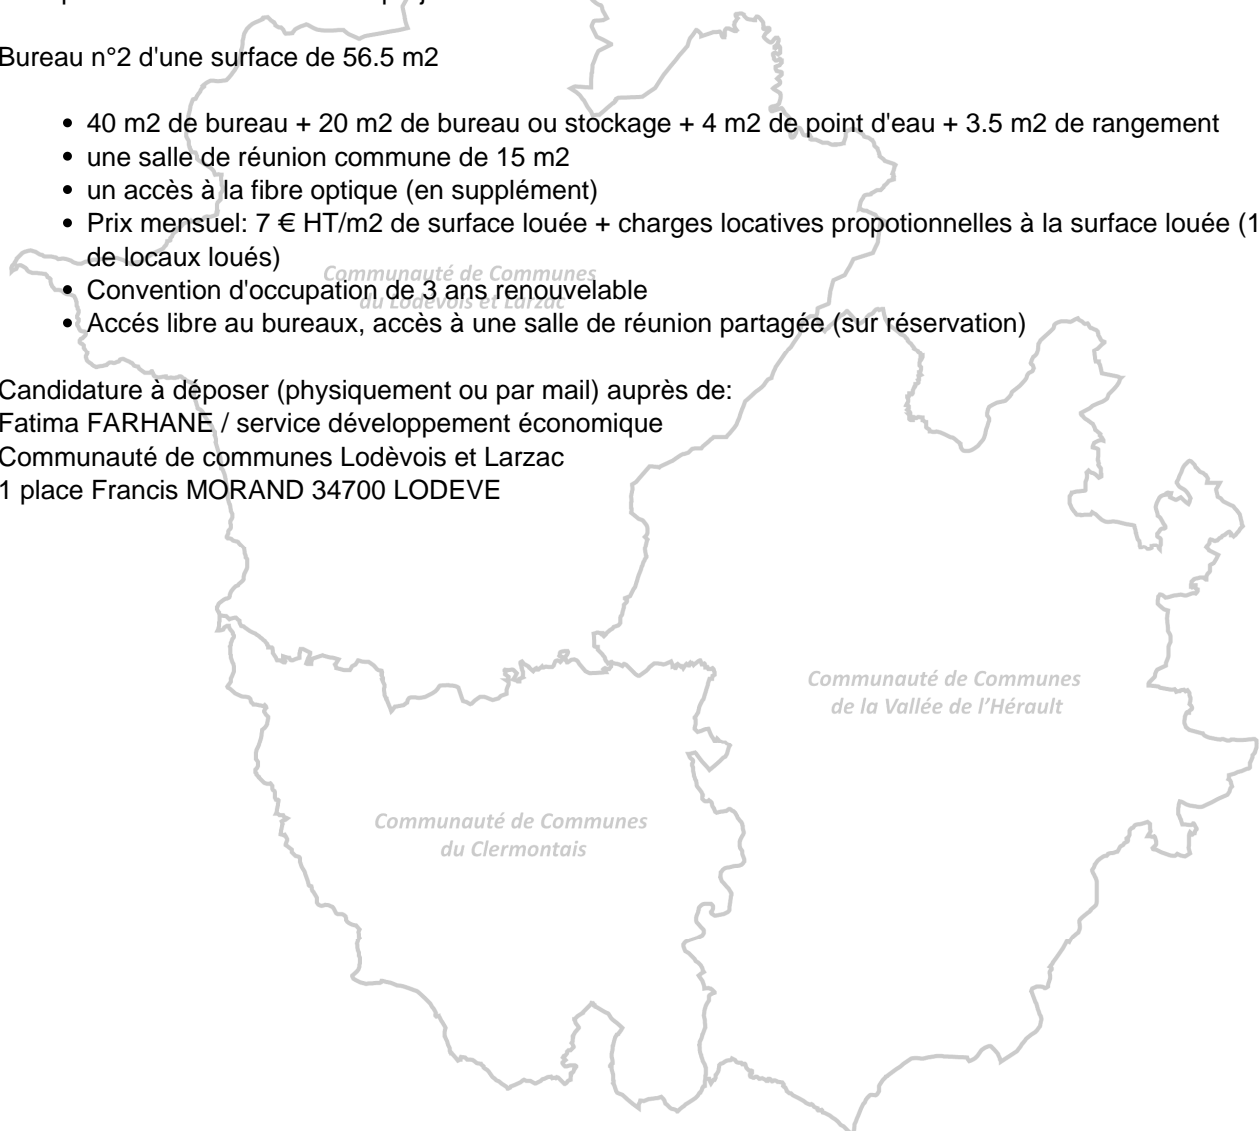 Bureau n°2 d'une surface de 56.5 m2
• 40 m2 de bureau + 20 m2 de bureau ou stockage + 4 m2 de point d'eau + 3.5 m2 de rangement
• une salle de réunion commune de 15 m2
• un accès à la fibre optique (en supplément)
• Prix mensuel: 7 € HT/m2 de surface louée + charges locatives propotionnelles à la surface louée (1
de locaux loués)
Communauté de Communes
du Lodévois et Larzac
• Convention d'occupation de 3 ans renouvelable
• Accés libre au bureaux, accès à une salle de réunion partagée (sur réservation)
Candidature à déposer (physiquement ou par mail) auprès de:
Fatima FARHANE / service développement économique
Communauté de communes Lodèvois et Larzac
1 place Francis MORAND 34700 LODEVE
Communauté de Communes
de la Vallée de l'Hérault
Communauté de Communes
du Clermontais